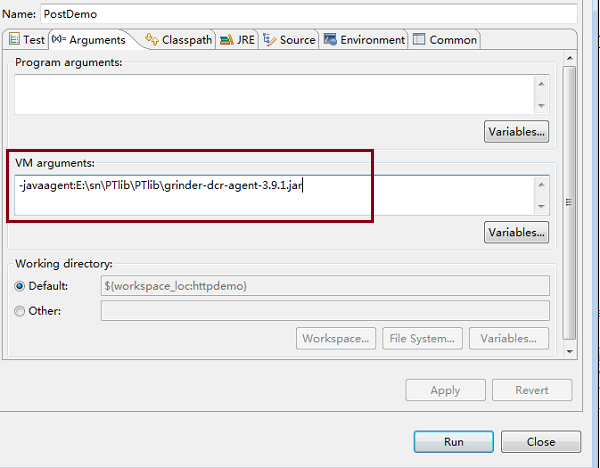 Name: PostDemo
Test (x)= Arguments Classpath JRE Source Environment Common
Program arguments:
Variables...
VM arguments:
-javaagent:E:\sn\PTlib\PTlib\grinder-dcr-agent-3.9.1.jar
Variables...
Working directory:
Default: ${workspace_loc:httpdemo}
Other:
Workspace... File System... Variables...
Apply Revert
Run Close